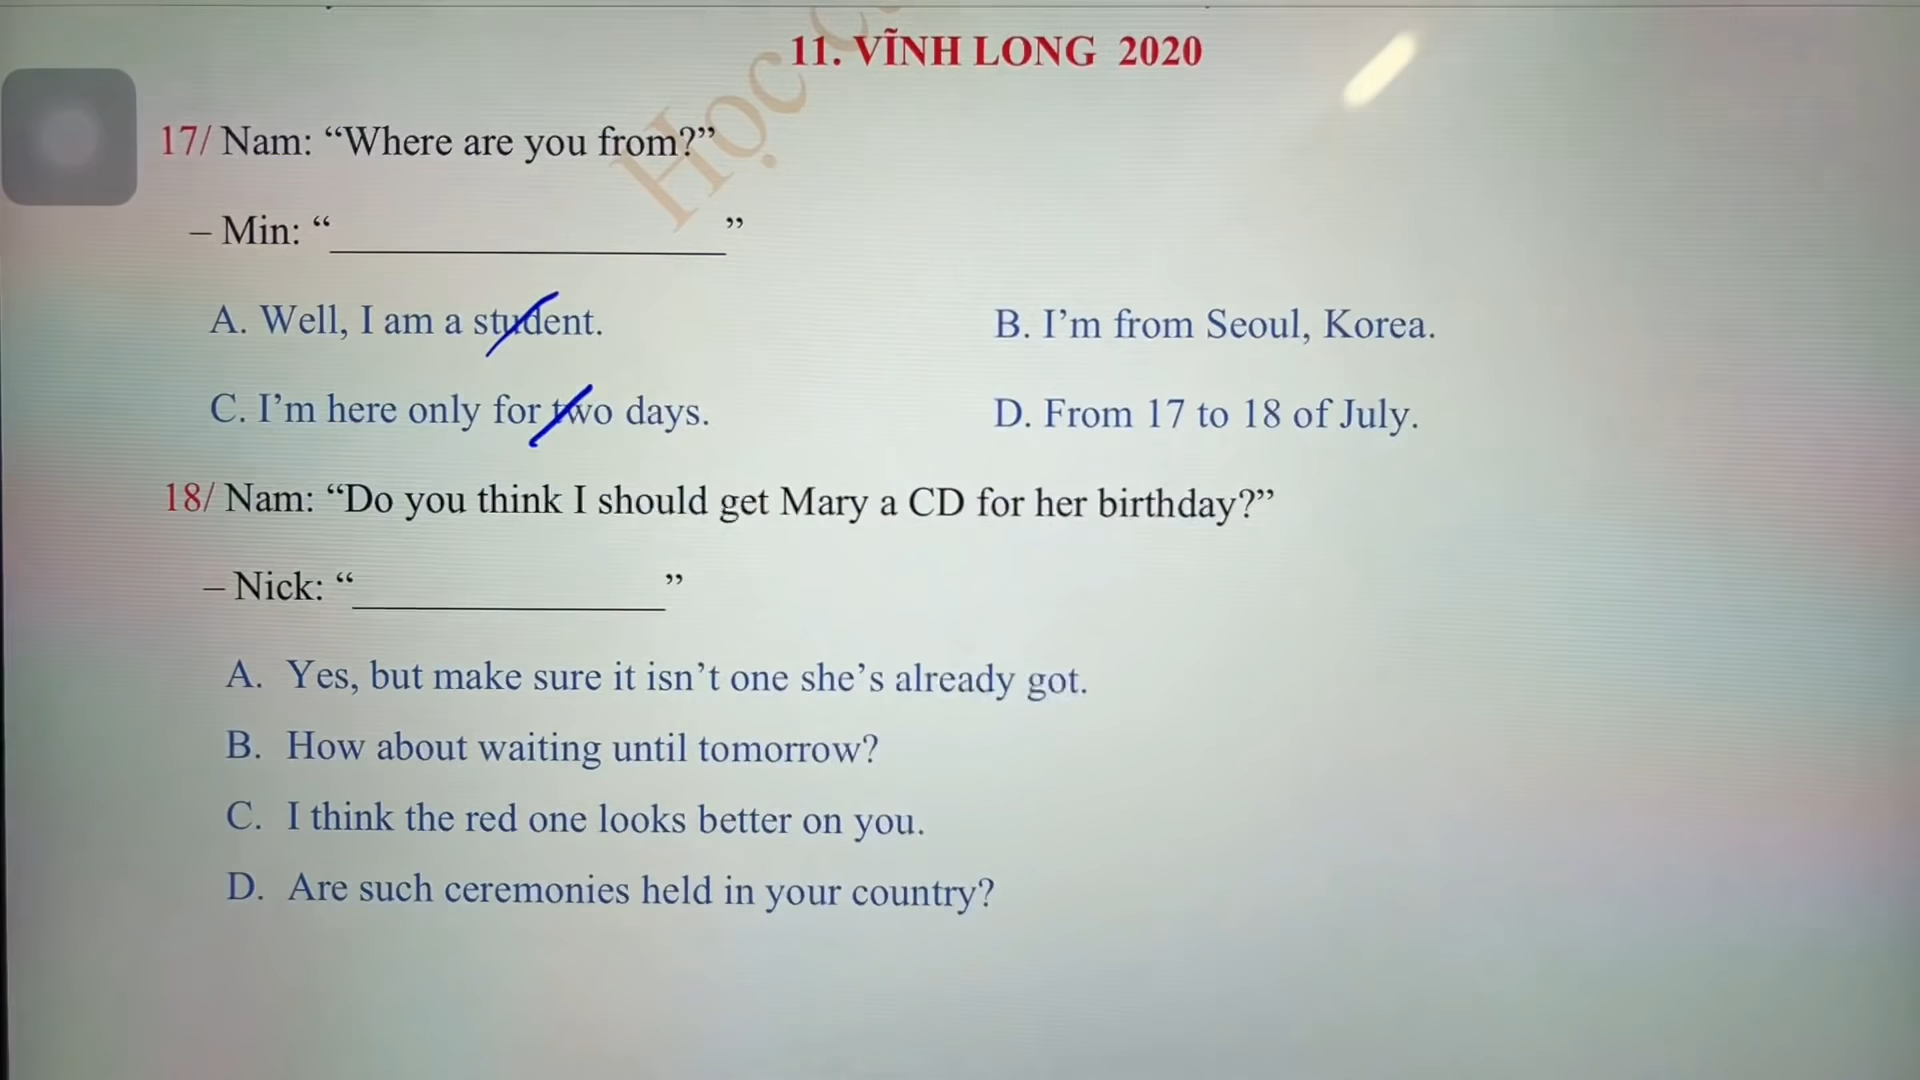 Học
11. VĨNH LONG 2020
17/ Nam: “Where are you from?”
– Min: “____________________”
A. Well, I am a student.
B. I’m from Seoul, Korea.
C. I’m here only for two days.
D. From 17 to 18 of July.
18/ Nam: “Do you think I should get Mary a CD for her birthday?”
– Nick: “________________”
A. Yes, but make sure it isn’t one she’s already got.
B. How about waiting until tomorrow?
C. I think the red one looks better on you.
D. Are such ceremonies held in your country?